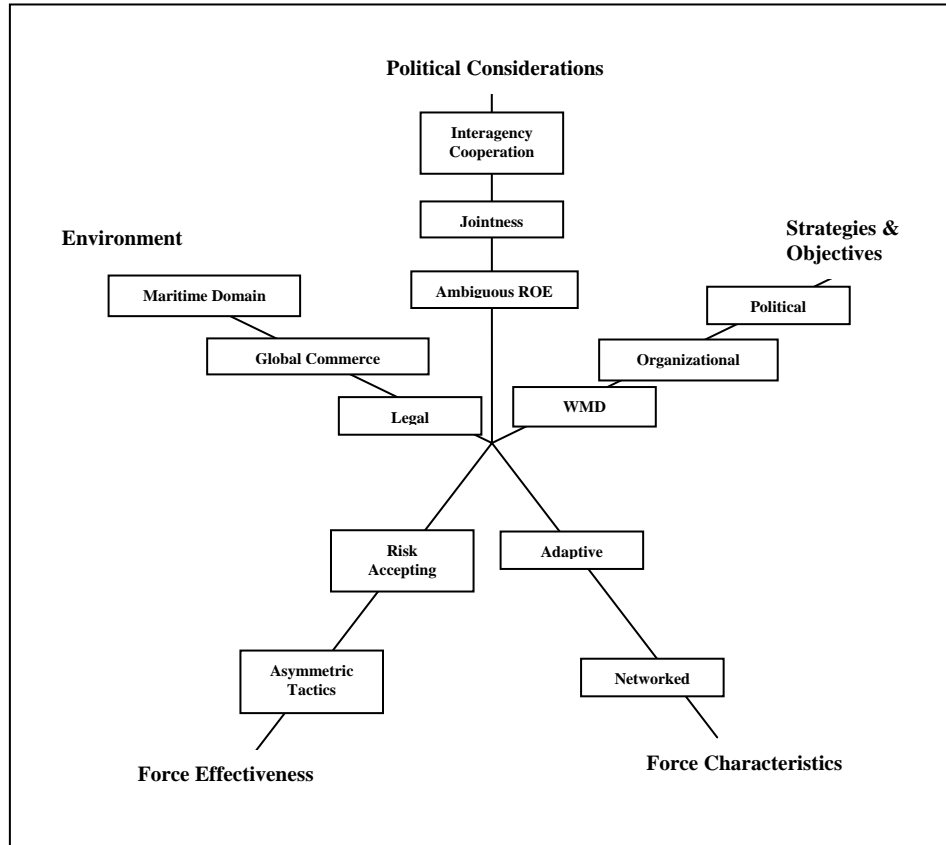 Political Considerations
Interagency
Cooperation
Jointness
Environment
Strategies &
Objectives
Maritime Domain
Ambiguous ROE
Political
Global Commerce
Organizational
Legal
WMD
Risk
Accepting
Adaptive
Asymmetric
Tactics
Networked
Force Effectiveness
Force Characteristics